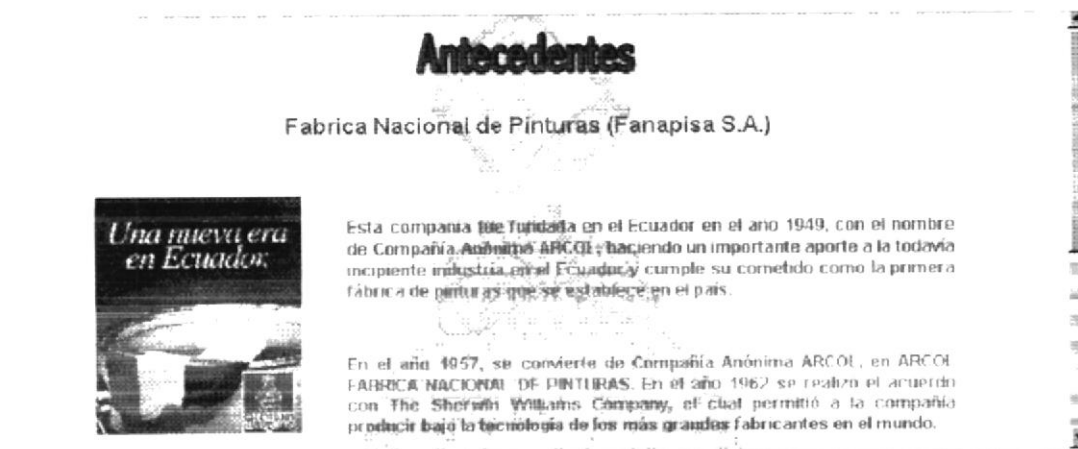 Antecedentes
Fabrica Nacional de Pinturas (Fanapisa S.A.)
Una nueva era
en Ecuador.
Esta compania fue fundada en el Ecuador en el ano 1949, con el nombre
de Compañía Anónima ARCOL, haciendo un importante aporte a la todavía
incipiente industria en el Ecuador y cumple su cometido como la primera
fábrica de pinturas que se establece en el país.
En el año 1957, se convierte de Compañía Anónima ARCOL, en ARCOL
FABRICA NACIONAL DE PINTURAS. En el año 1962 se realizo el acuerdo
con The Sherwin Williams Company, el cual permitió a la compañía
producir bajo la tecnología de los más grandes fabricantes en el mundo.